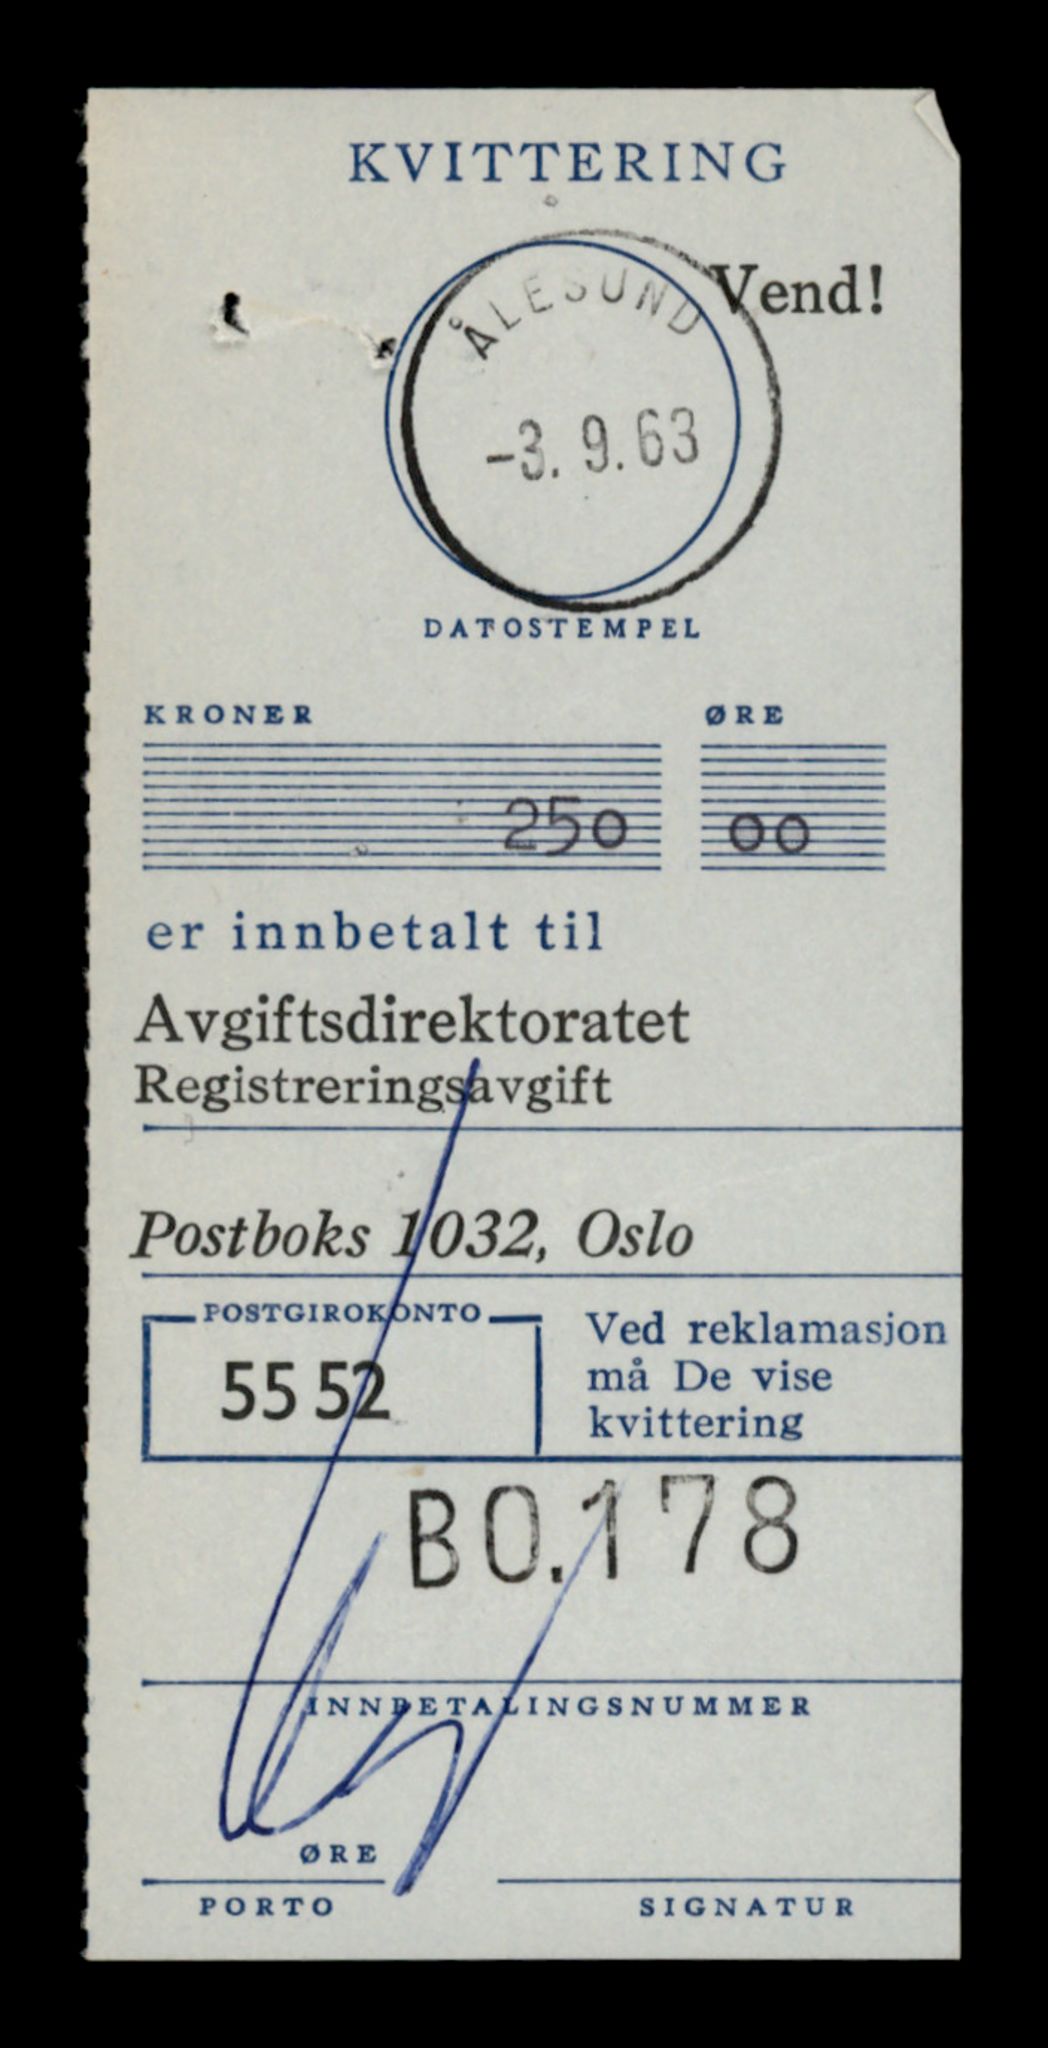 KVITTERING
Vend!
ÅLESUND
-3. 9. 63
DATOSTEMPEL
KRONER ØRE
250 00
er innbetalt til
Avgiftsdirektoratet
Registreringsavgift
Postboks 1032, Oslo
POSTGIROKONTO
55 52
Ved reklamasjon
må De vise
kvittering
BO.178
INNBETALINGSNUMMER
ØRE
PORTO SIGNATUR